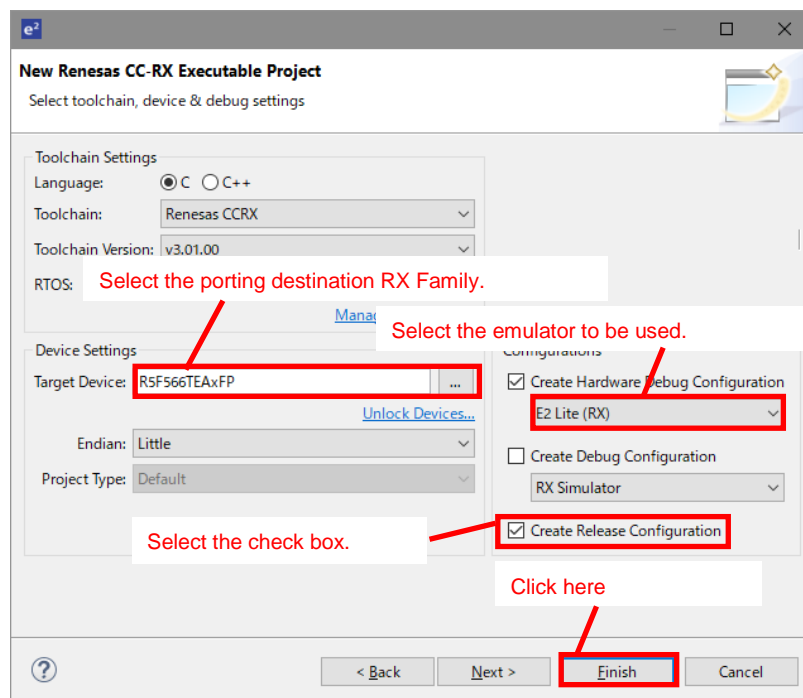 e²
New Renesas CC-RX Executable Project
Select toolchain, device & debug settings
Toolchain Settings
Language: C C++
Toolchain: Renesas CCRX
Toolchain Version: v3.01.00
RTOS:
Select the porting destination RX Family.
Select the emulator to be used.
Device Settings
Configurations
Target Device: R5F566TEAxFP ...
Create Hardware Debug Configuration
Unlock Devices...
E2 Lite (RX)
Endian: Little
Create Debug Configuration
Project Type: Default
RX Simulator
Select the check box.
Create Release Configuration
Click here
?
< Back Next > Finish Cancel